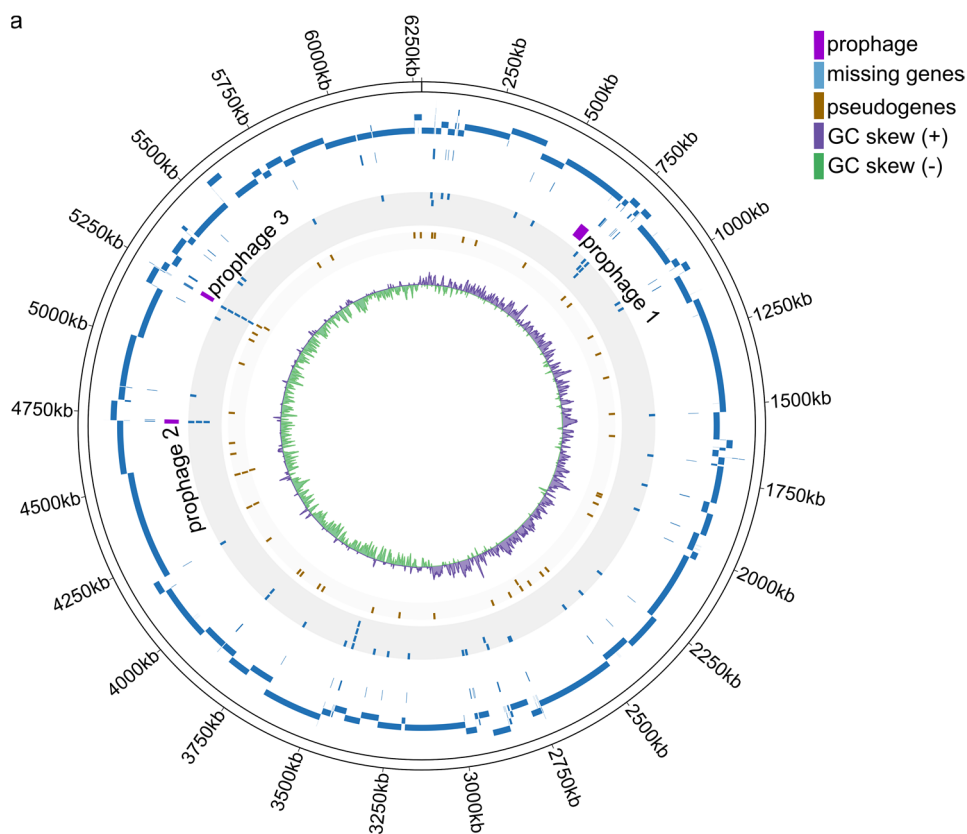 a
prophage
missing genes
pseudogenes
GC skew (+)
GC skew (-)
6250kb
250kb
500kb
750kb
1000kb
1250kb
1500kb
1750kb
2000kb
2250kb
2500kb
2750kb
3000kb
3250kb
3500kb
3750kb
4000kb
4250kb
4500kb
4750kb
5000kb
5250kb
5500kb
5750kb
6000kb
prophage 1
prophage 2
prophage 3